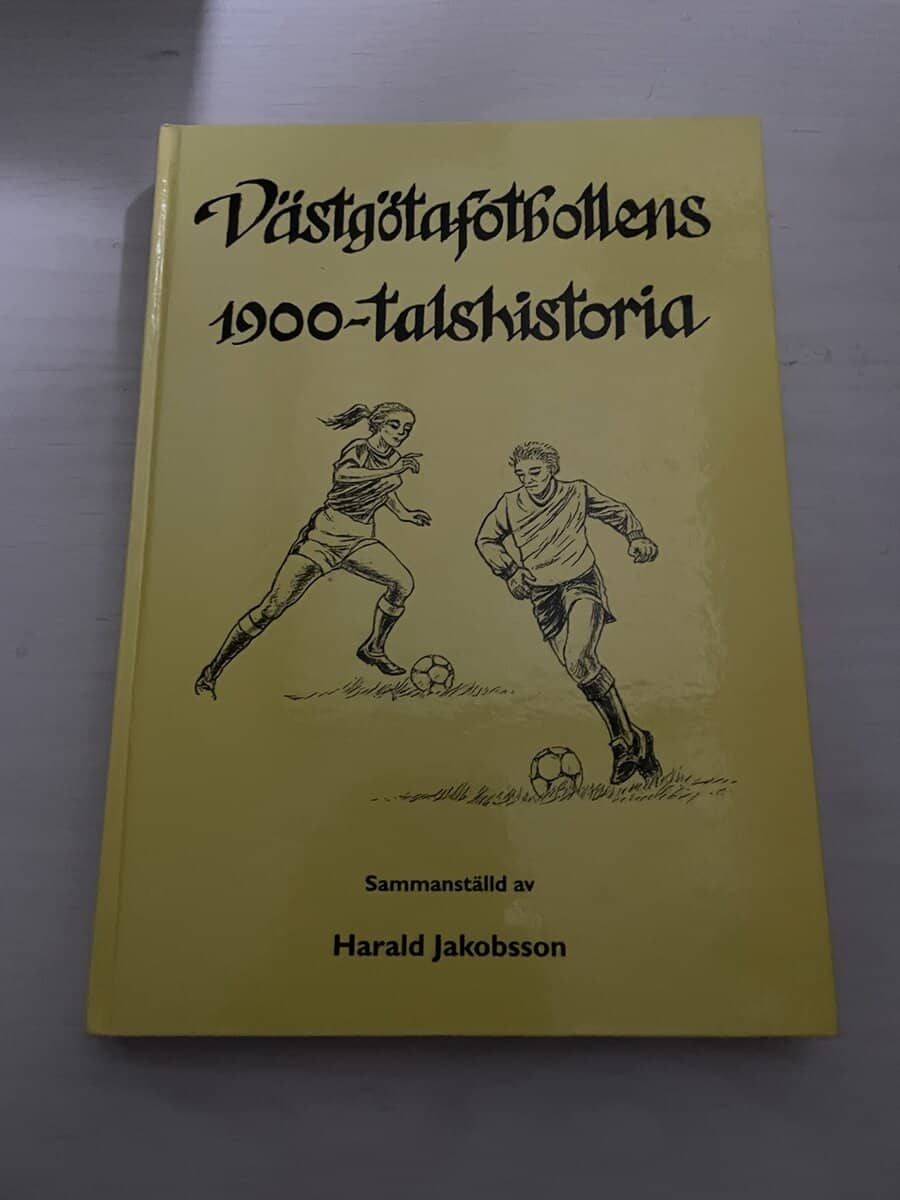 Västgötafotbollens
1900-talshistoria
Sammanställd av
Harald Jakobsson